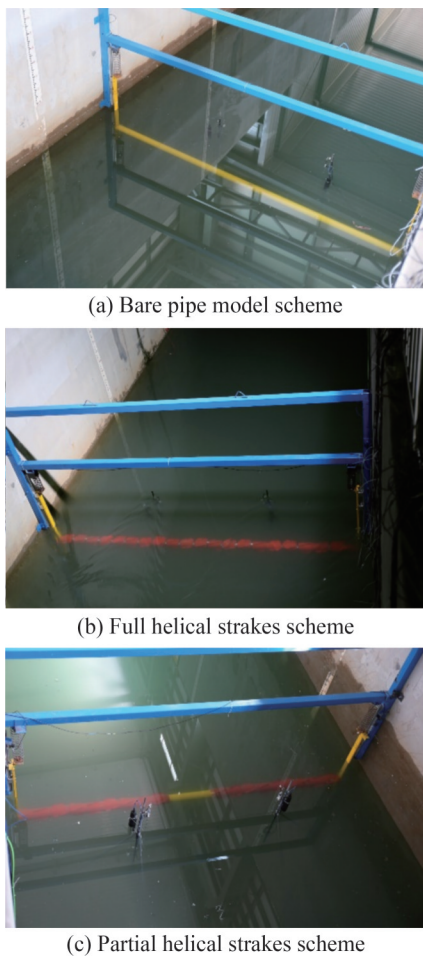 (a) Bare pipe model scheme
(b) Full helical strakes scheme
(c) Partial helical strakes scheme